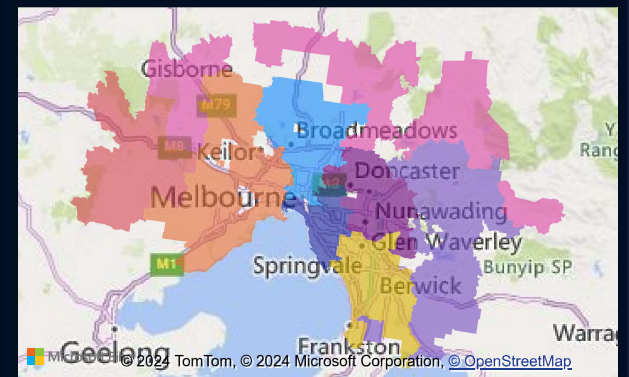 Gisborne
M79
Broadmeadows
M8
Keilor
Doncaster
Melbourne
Nunawading
Glen Waverley
M1
Springvale
Bunyip SP
Berwick
Frankston
Geelong
© 2024 TomTom, © 2024 Microsoft Corporation, © OpenStreetMap